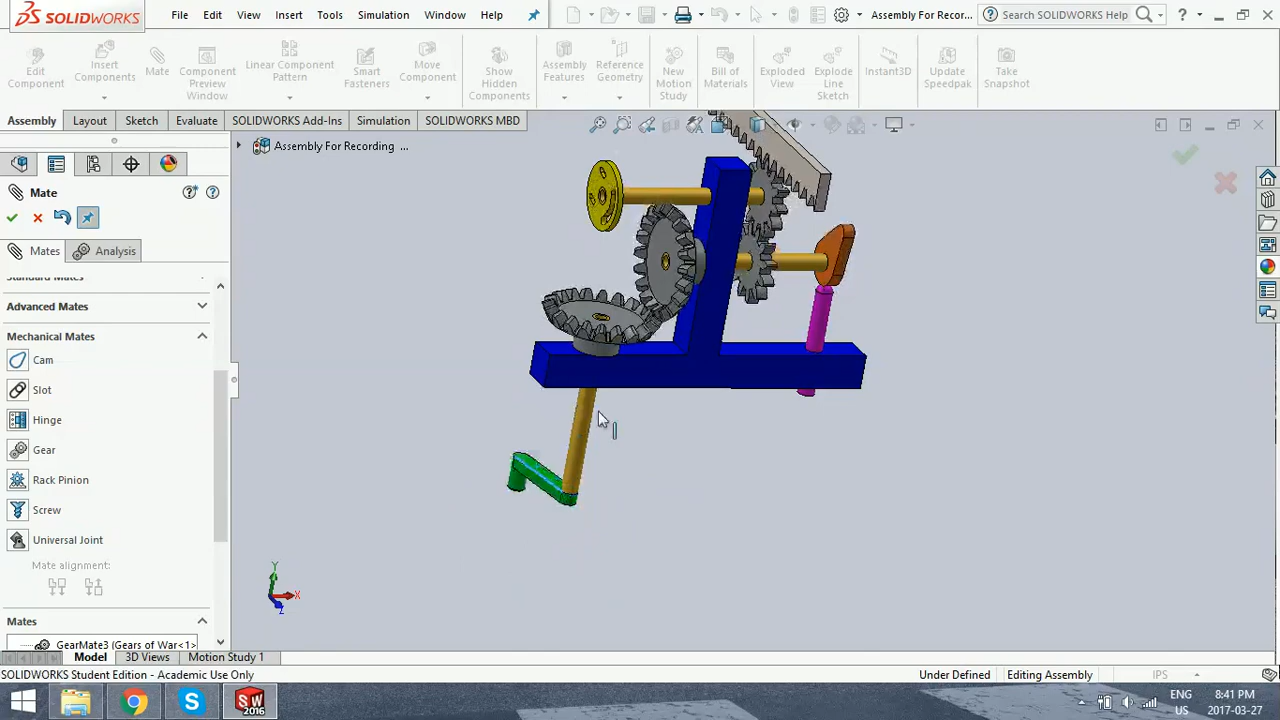 SOLIDWORKS
File Edit View Insert Tools Simulation Window Help
Assembly For Recor...
Search SOLIDWORKS Help
Edit Component
Insert Components
Mate
Component Preview Window
Linear Component Pattern
Smart Fasteners
Move Component
Show Hidden Components
Assembly Features
Reference Geometry
New Motion Study
Bill of Materials
Exploded View
Explode Line Sketch
Instant3D
Update Speedpak
Take Snapshot
Assembly Layout Sketch Evaluate SOLIDWORKS Add-Ins Simulation SOLIDWORKS MBD
Assembly For Recording ...
Mate
Mates Analysis
Standard Mates
Advanced Mates
Mechanical Mates
Cam
Slot
Hinge
Gear
Rack Pinion
Screw
Universal Joint
Mate alignment:
Mates
GearMate3 (Gears of War<1>
Y
X
Z
Model 3D Views Motion Study 1
SOLIDWORKS Student Edition - Academic Use Only
Under Defined Editing Assembly IPS
SW 2016
ENG 8:41 PM
US 2017-03-27